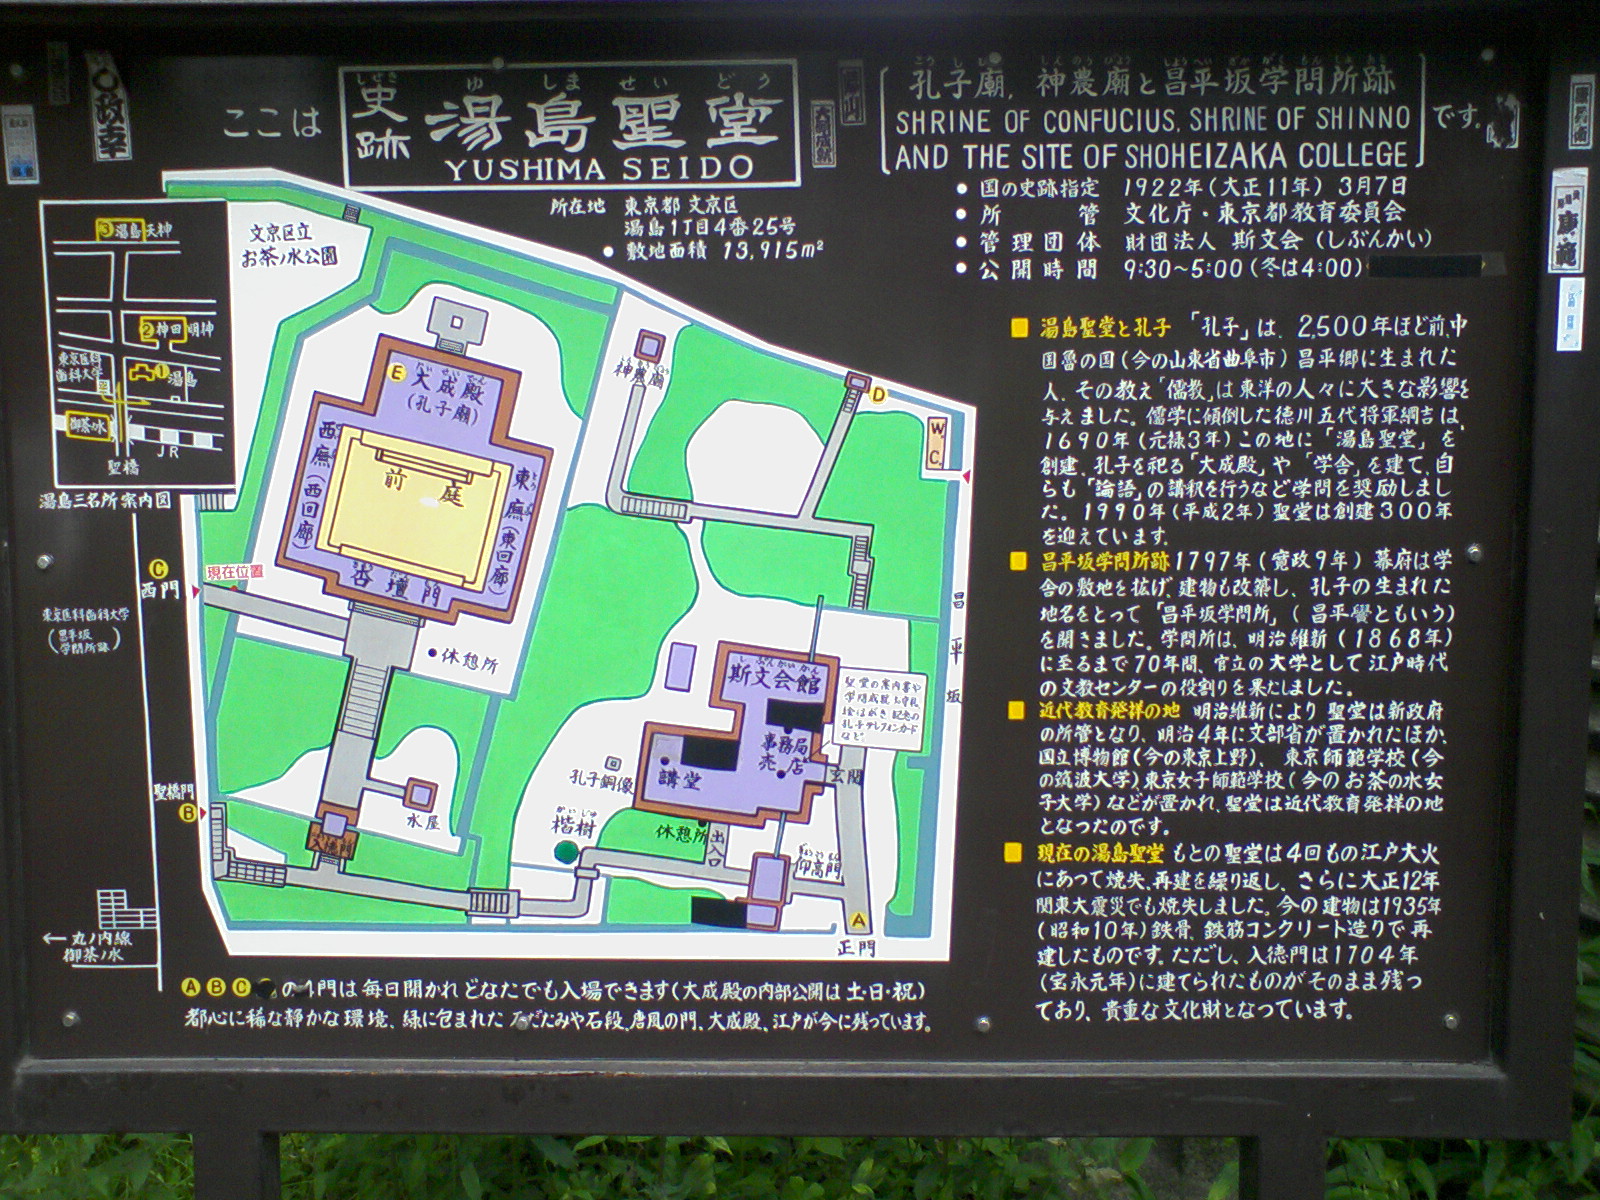 ここは
史跡
しせき
ゆ しま せい どう
湯島聖堂
YUSHIMA SEIDO
孔子廟，神農廟と昌平坂学問所跡
SHRINE OF CONFUCIUS, SHRINE OF SHINNO
AND THE SITE OF SHOHEIZAKA COLLEGE
です。
所在地 東京都 文京区
湯島1丁目4番25号
● 敷地面積 13,915m²
● 国の史跡指定 1922年(大正11年) 3月7日
● 所管 文化庁・東京都教育委員会
● 管理団体 財団法人 斯文会 (しぶんかい)
● 公開時間 9:30~5:00 (冬は4:00)
湯島聖堂と孔子 「孔子」は、2,500年ほど前、中
国魯の国(今の山東省曲阜市)昌平郷に生まれた
人、その教え「儒教」は東洋の人々に大きな影響を
与えました。儒学に傾倒した徳川五代将軍綱吉は、
1690年(元禄3年)この地に「湯島聖堂」を
創建、孔子を祀る「大成殿」や「学舎」を建て、自
らも「論語」の講釈を行うなど学問を奨励しまし
た。1990年(平成2年)聖堂は創建300年
を迎えています。
昌平坂学問所跡 1797年(寛政9年)幕府は学
舎の敷地を拡げ、建物も改築し、孔子の生まれた
地名をとって「昌平坂学問所」(昌平黌ともいう)
を開きました。学問所は、明治維新(1868年)
に至るまで70年間、官立の大学として江戸時代
の文教センターの役割りを果たしました。
近代教育発祥の地 明治維新により聖堂は新政府
の所管となり、明治4年に文部省が置かれたほか、
国立博物館(今の東京上野)、東京師範学校(今
の筑波大学)、東京女子師範学校(今のお茶の水女
子大学)などが置かれ、聖堂は近代教育発祥の地
となったのです。
現在の湯島聖堂 もとの聖堂は4回もの江戸大火
にあって焼失、再建を繰り返し、さらに大正12年
関東大震災でも焼失しました。今の建物は1935年
(昭和10年)鉄骨、鉄筋コンクリート造りで再
建したものです。ただし、入徳門は1704年
(宝永元年)に建てられたものがそのまま残っ
ており、貴重な文化財となっています。
3 湯島天神
2 神田明神
東京医科
歯科大学
1 湯島
御茶ノ水
JR
聖橋
湯島三名所案内図
文京区立
お茶ノ水公園
E
大成殿
(孔子廟)
前庭
西廡(西回廊)
東廡(東回廊)
杏壇門
神農廟
D
W.C.
C
西門
現在位置
東京医科歯科大学
(昌平坂
学問所跡)
昌平坂
●休憩所
斯文会館
しぶんかいかん
聖堂の案内書や
事務局
売店
講堂
玄関
孔子銅像
かいじゅ
楷樹
休憩所
出入口
仰高門
水屋
入徳門
聖橋門
B
A
正門
← 丸ノ内線
御茶ノ水
A B C の4門は毎日開かれどなたでも入場できます(大成殿の内部公開は土・日・祝)
都心に稀な静かな環境、緑に包まれた石だたみや石段、唐風の門、大成殿、江戸が今に残っています。